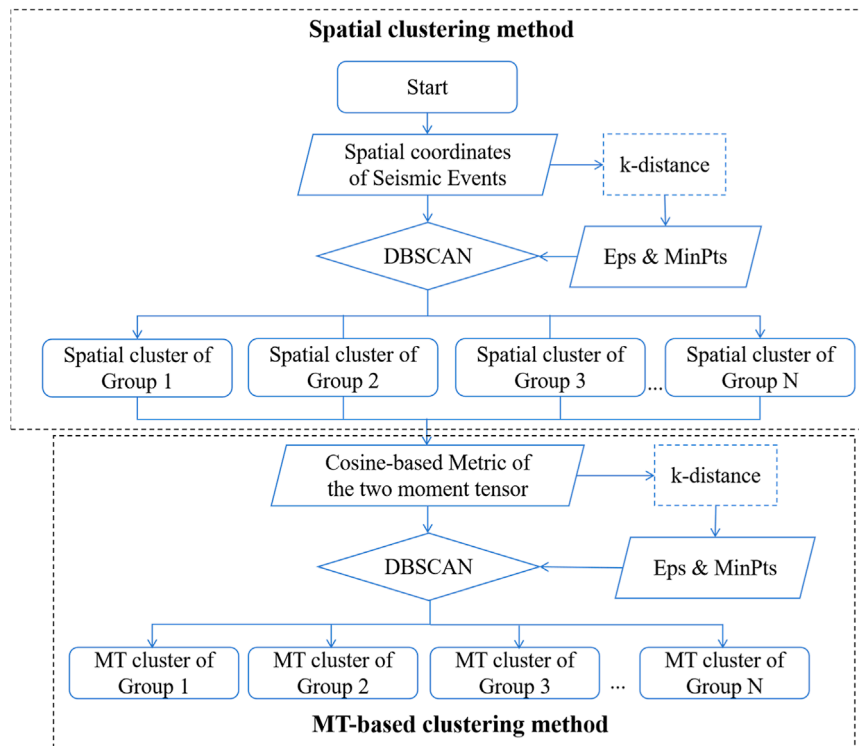 Spatial clustering method
Start
Spatial coordinates
of Seismic Events
k-distance
DBSCAN
Eps & MinPts
Spatial cluster of
Group 1
Spatial cluster of
Group 2
Spatial cluster of
Group 3
...
Spatial cluster of
Group N
Cosine-based Metric of
the two moment tensor
k-distance
DBSCAN
Eps & MinPts
MT cluster of
Group 1
MT cluster of
Group 2
MT cluster of
Group 3
...
MT cluster of
Group N
MT-based clustering method